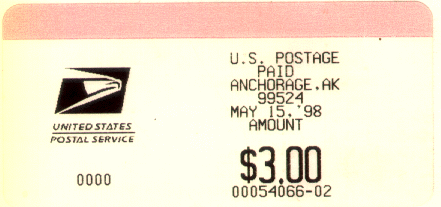 UNITED STATES
POSTAL SERVICE
0000
U.S. POSTAGE
PAID
ANCHORAGE.AK
99524
MAY 15.'98
AMOUNT
$3.00
00054066-02